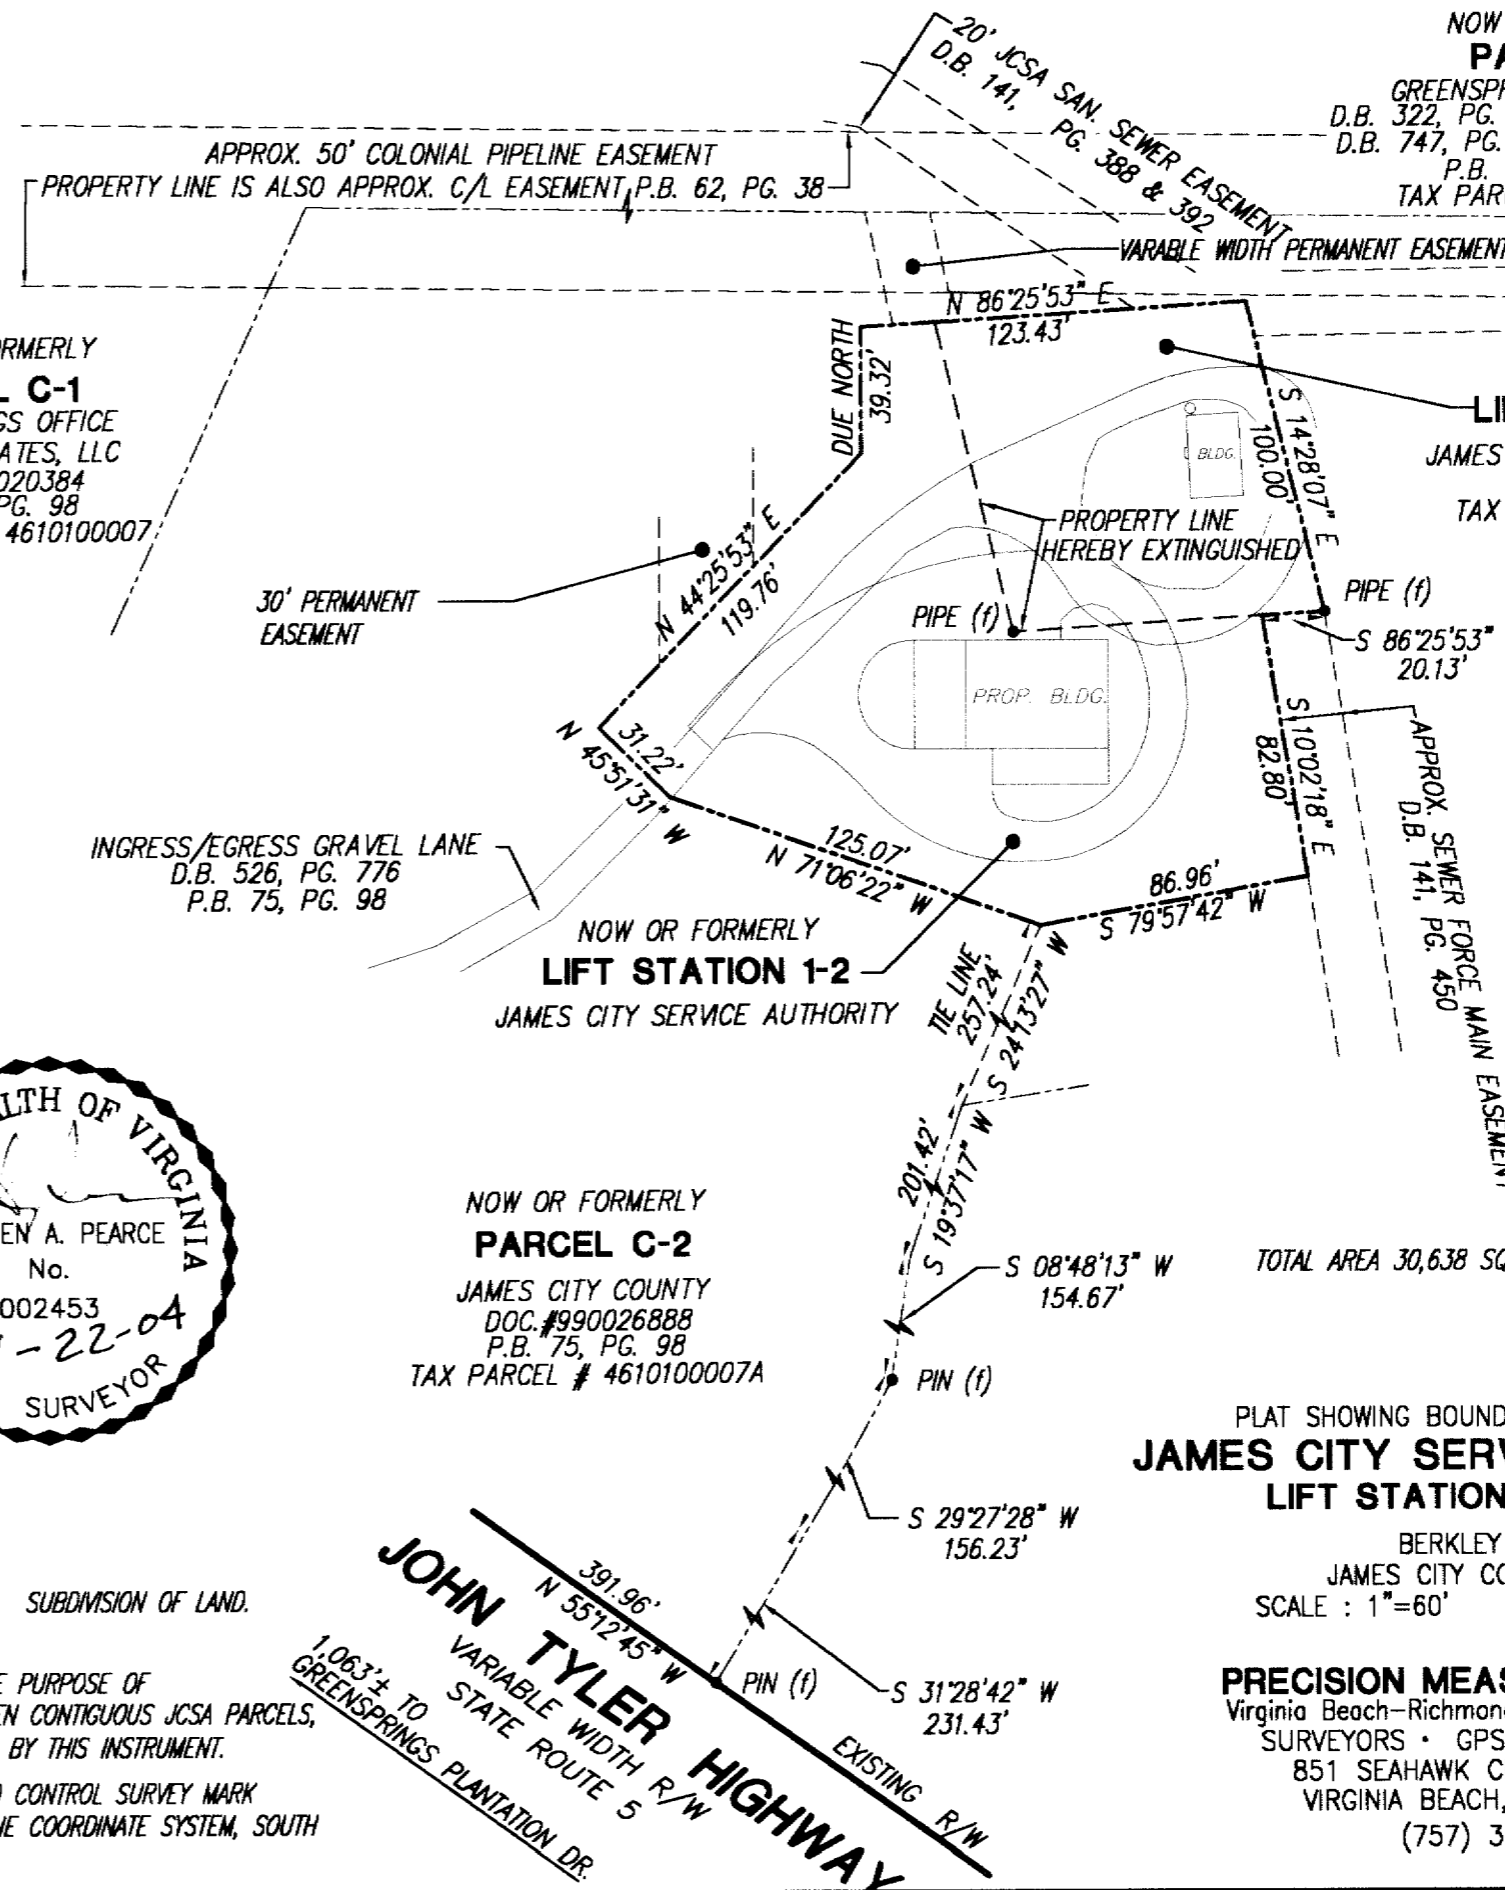 20' JCSA SAN. SEWER EASEMENT
D.B. 141, PG. 388 & 392
NOW
GREENSPR
D.B. 322, PG.
D.B. 747, PG.
P.B.
TAX PAR
APPROX. 50' COLONIAL PIPELINE EASEMENT
PROPERTY LINE IS ALSO APPROX. C/L EASEMENT P.B. 62, PG. 38
VARABLE WIDTH PERMANENT EASEMENT
N 86°25'53" E
123.43'
DUE NORTH
39.32'
ORMERLY
L C-1
GS OFFICE
ATES, LLC
020384
PG. 98
4610100007
S 14°28'07" E
100.00'
BLDG.
JAMES
TAX
PROPERTY LINE
HEREBY EXTINGUISHED
N 44°25'53" E
119.76'
30' PERMANENT
EASEMENT
PIPE (f)
PIPE (f)
S 86°25'53"
20.13'
PROP. BLDG.
31.22'
N 45°51'31" W
S 10°02'18" E
82.80'
APPROX. SEWER FORCE MAIN EASEMENT
D.B. 141, PG. 450
INGRESS/EGRESS GRAVEL LANE
D.B. 526, PG. 776
P.B. 75, PG. 98
125.07'
N 71°06'22" W
86.96'
S 79°57'42" W
NOW OR FORMERLY
LIFT STATION 1-2
JAMES CITY SERVICE AUTHORITY
TIE LINE
257.24'
S 24°13'27" W
201.42'
S 19°37'17" W
ALTH OF VIRGINIA
EN A. PEARCE
No.
002453
-22-04
SURVEYOR
NOW OR FORMERLY
PARCEL C-2
JAMES CITY COUNTY
DOC.#990026888
P.B. 75, PG. 98
TAX PARCEL # 4610100007A
S 08°48'13" W
154.67'
TOTAL AREA 30,638 SQ
PIN (f)
PLAT SHOWING BOUND
JAMES CITY SERV
LIFT STATION
BERKLEY
JAMES CITY CO
SCALE : 1"=60'
S 29°27'28" W
156.23'
391.96'
N 55°12'45" W
JOHN TYLER HIGHWAY
VARIABLE WIDTH R/W
STATE ROUTE 5
1,063'± TO
GREENSPRINGS PLANTATION DR.
PIN (f)
S 31°28'42" W
231.43'
EXISTING R/W
SUBDIVISION OF LAND.
E PURPOSE OF
EN CONTIGUOUS JCSA PARCELS,
BY THIS INSTRUMENT.
CONTROL SURVEY MARK
NE COORDINATE SYSTEM, SOUTH
PRECISION MEAS
Virginia Beach-Richmon
SURVEYORS · GPS
851 SEAHAWK C
VIRGINIA BEACH,
(757) 3